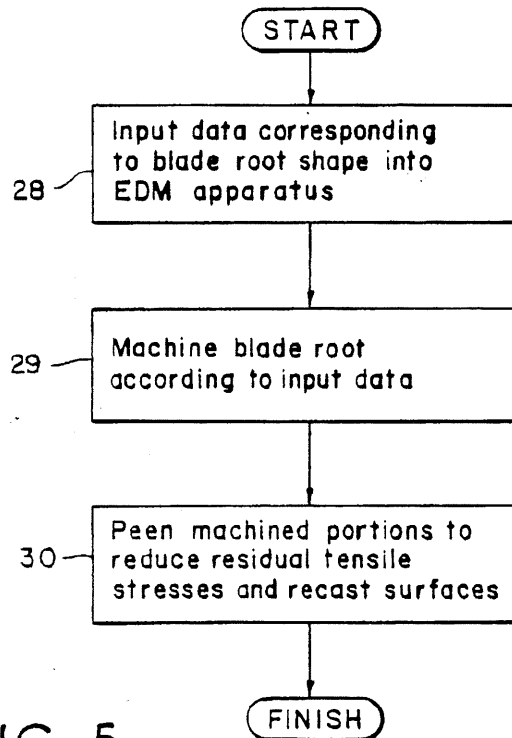 START
Input data corresponding
to blade root shape into
EDM apparatus
28
Machine blade root
according to input data
29
Peen machined portions to
reduce residual tensile
stresses and recast surfaces
30
FINISH